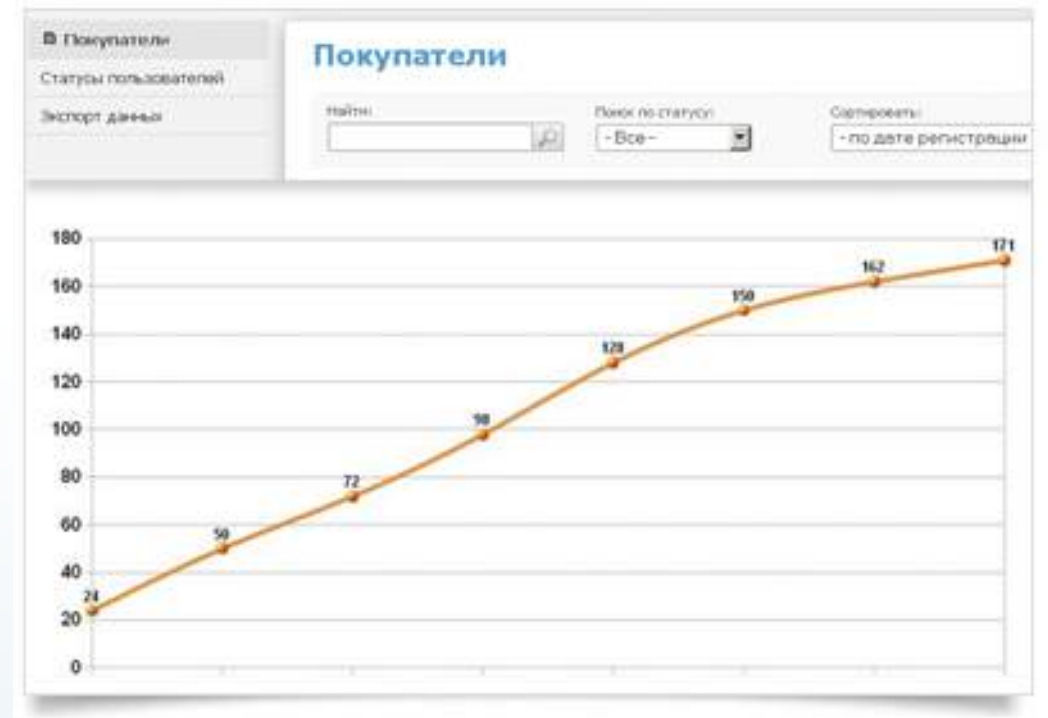 Покупатели
Статусы пользователей
Экспорт данных
Покупатели
Найти:
Поиск по статусу:
- Все -
Сортировать:
- по дате регистрации
180
160
140
120
100
80
60
40
20
0
24
50
72
98
128
150
162
171